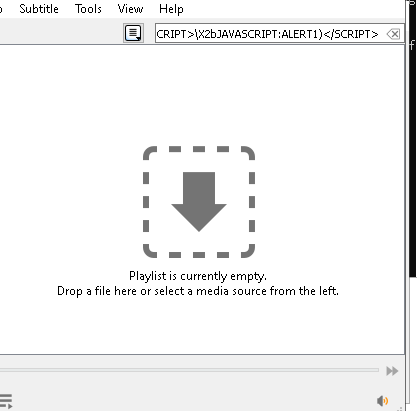 Subtitle Tools View Help
CRIPT>\X2bJAVASCRIPT:ALERT1)</SCRIPT>
Playlist is currently empty.
Drop a file here or select a media source from the left.